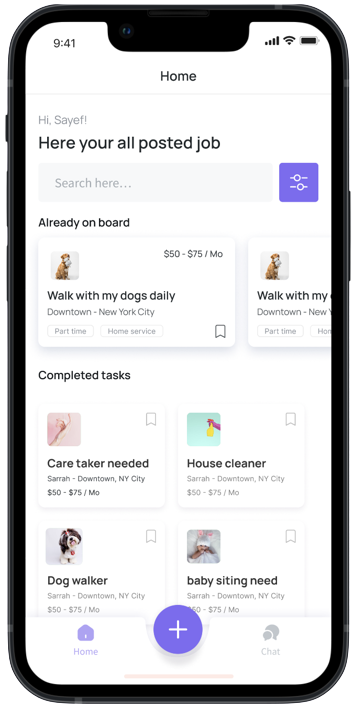 9:41
Home
Hi, Sayef!
Here your all posted job
Search here...
Already on board
$50 - $75 / Mo
Walk with my dogs daily
Downtown - New York City
Part time
Home service
Walk with my
Downtown - New Y
Part time
Hom
Completed tasks
Care taker needed
Sarrah - Downtown, NY City
$50 - $75 / Mo
House cleaner
Sarrah - Downtown, NY City
$50 - $75 / Mo
Dog walker
Sarrah - Downtown, NY City
$50 - $75 / Mo
baby siting need
Sarrah - Downtown, NY City
$50 - $75 / Mo
Home
Chat